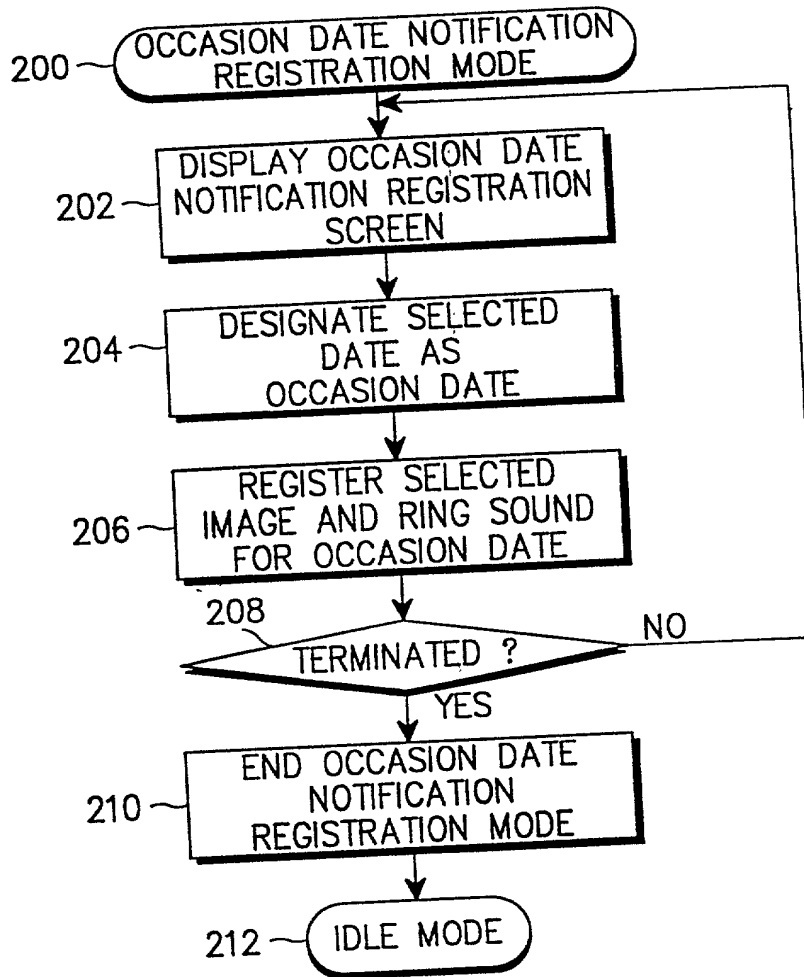 200
OCCASION DATE NOTIFICATION
REGISTRATION MODE
202
DISPLAY OCCASION DATE
NOTIFICATION REGISTRATION
SCREEN
204
DESIGNATE SELECTED
DATE AS
OCCASION DATE
206
REGISTER SELECTED
IMAGE AND RING SOUND
FOR OCCASION DATE
208
TERMINATED ?
NO
YES
210
END OCCASION DATE
NOTIFICATION
REGISTRATION MODE
212
IDLE MODE